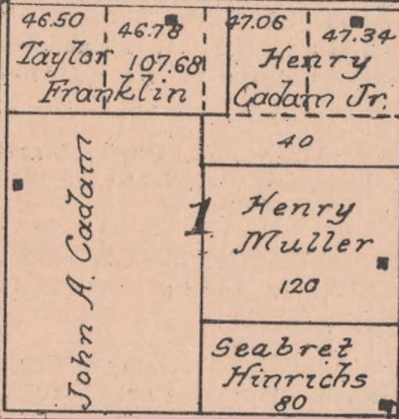 46.50 46.78 47.06 47.34
Taylor 107.68
Franklin
Henry
Cadam Jr.
40
John A. Cadam
1
Henry
Muller
120
Seabret
Hinrichs
80